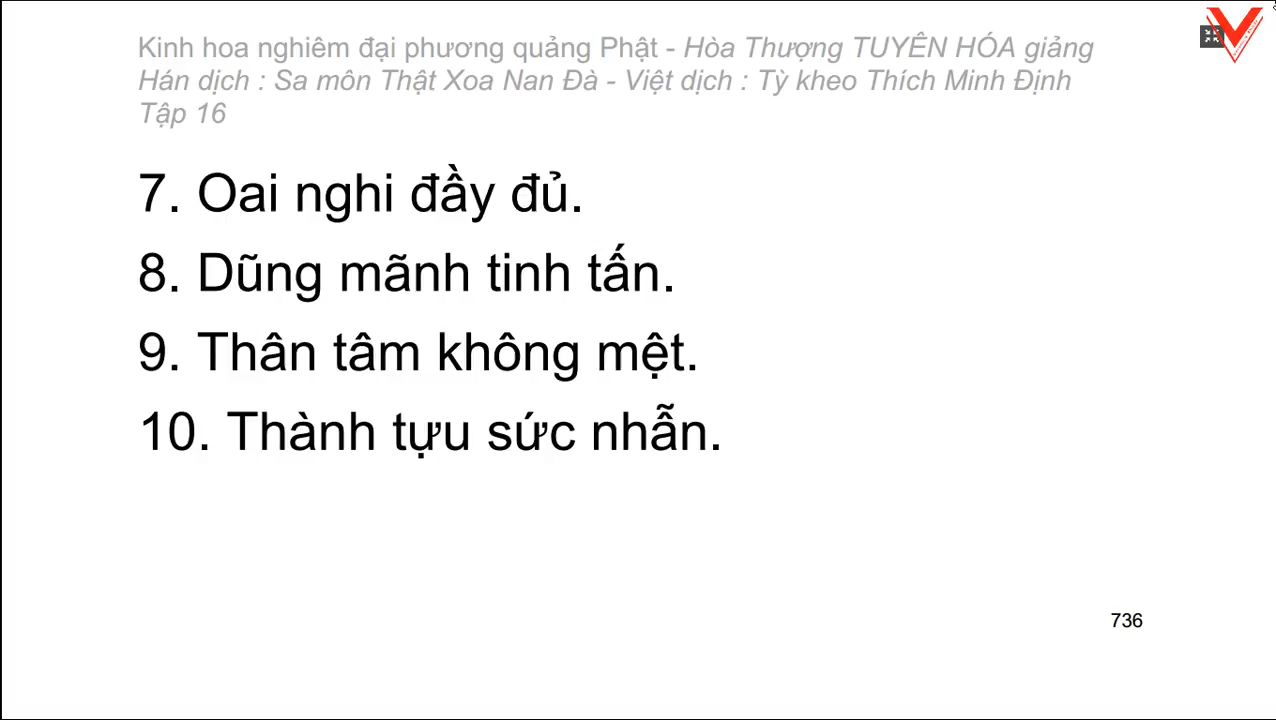 Kinh hoa nghiêm đại phương quảng Phật - Hòa Thượng TUYÊN HÓA giảng
Hán dịch : Sa môn Thật Xoa Nan Đà - Việt dịch : Tỳ kheo Thích Minh Định
Tập 16
7. Oai nghi đầy đủ.
8. Dũng mãnh tinh tấn.
9. Thân tâm không mệt.
10. Thành tựu sức nhẫn.
736